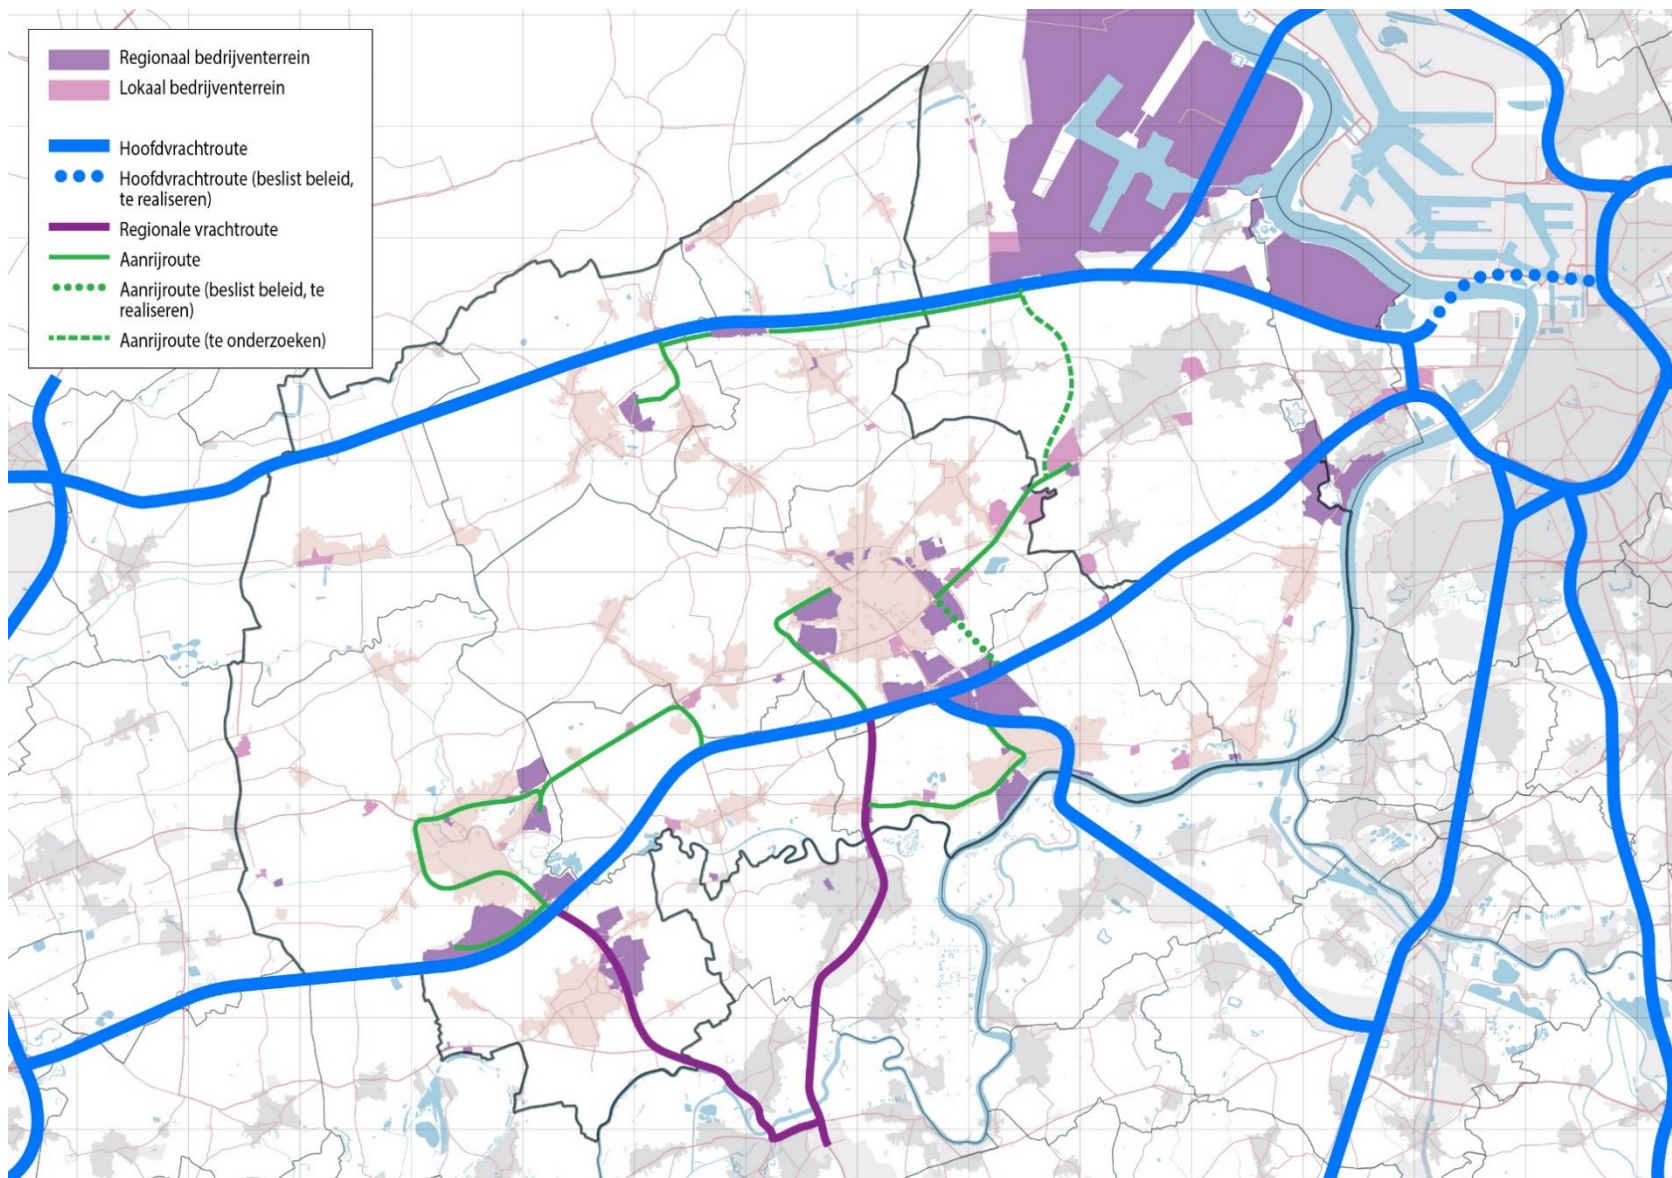 Regionaal bedrijventerrein
Lokaal bedrijventerrein
Hoofdvrachtroute
Hoofdvrachtroute (beslist beleid,
te realiseren)
Regionale vrachtroute
Aanrijroute
Aanrijroute (beslist beleid, te
realiseren)
Aanrijroute (te onderzoeken)